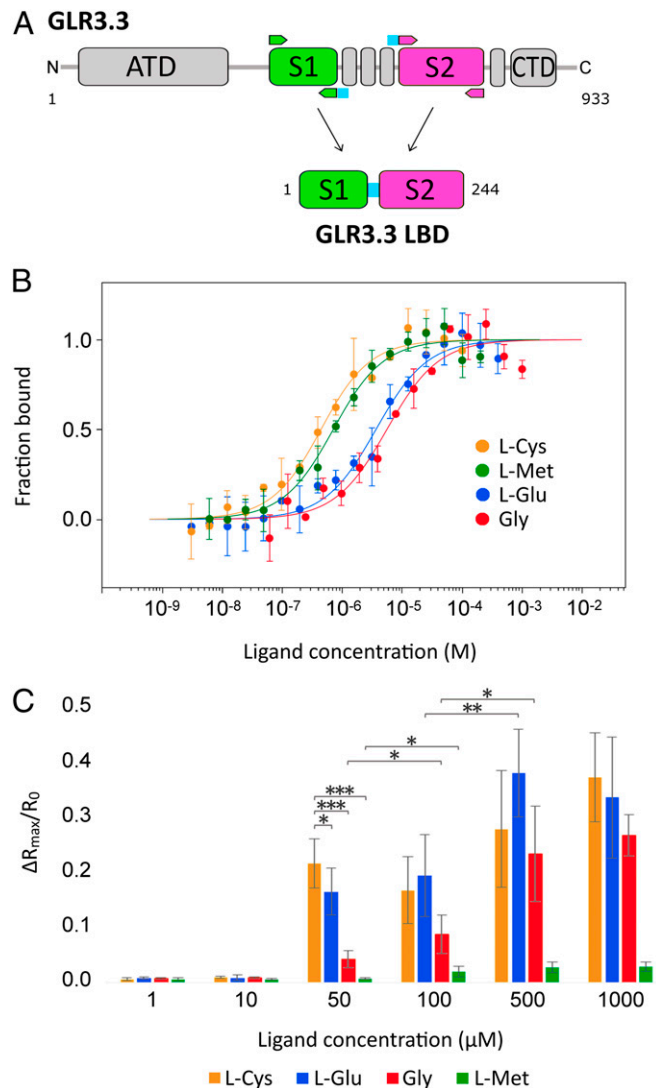 A GLR3.3
N ATD S1 S2 CTD C
1 933
1 S1 S2 244
GLR3.3 LBD
B
Fraction bound
1.0
0.5
0.0
L-Cys
L-Met
L-Glu
Gly
10-9 10-8 10-7 10-6 10-5 10-4 10-3 10-2
Ligand concentration (M)
C
ΔRmax/R0
0.5
0.4
0.3
0.2
0.1
0.0
*
**
*
*
***
***
*
1 10 50 100 500 1000
Ligand concentration (μM)
L-Cys L-Glu Gly L-Met